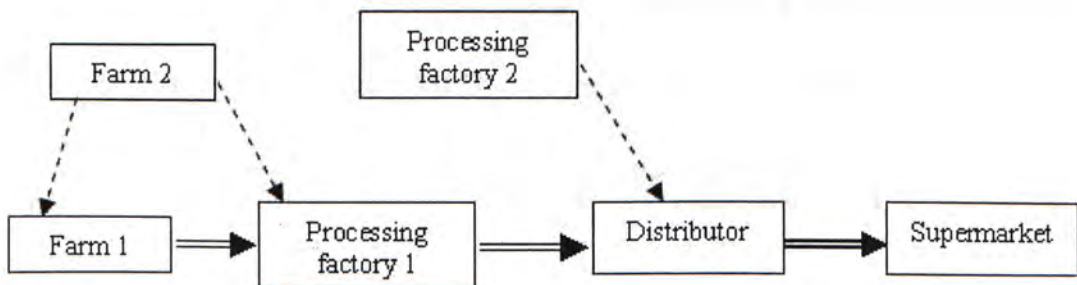 Processing
factory 2
Farm 2
Farm 1
Processing
factory 1
Distributor
Supermarket